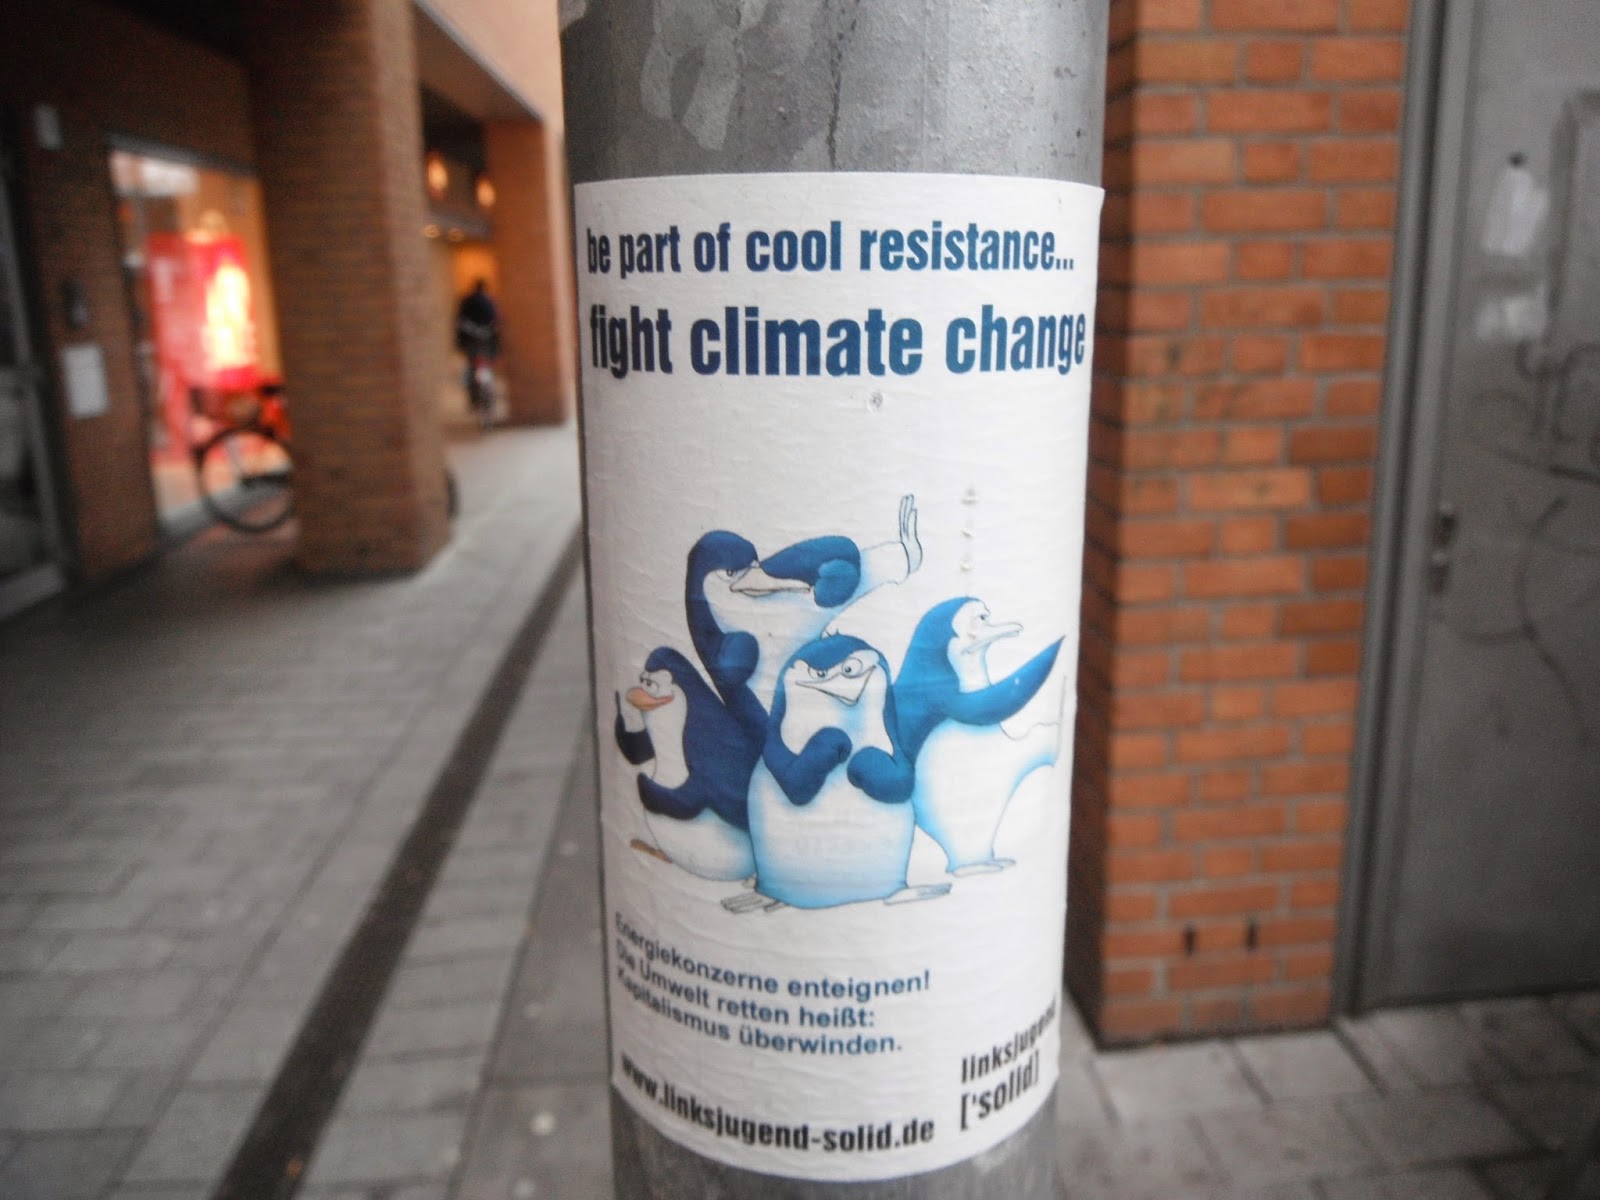 be part of cool resistance...
fight climate change
Energiekonzerne enteignen!
Die Umwelt retten heißt:
Kapitalismus überwinden.
www.linksjugend-solid.de
linksjugend
['solid]